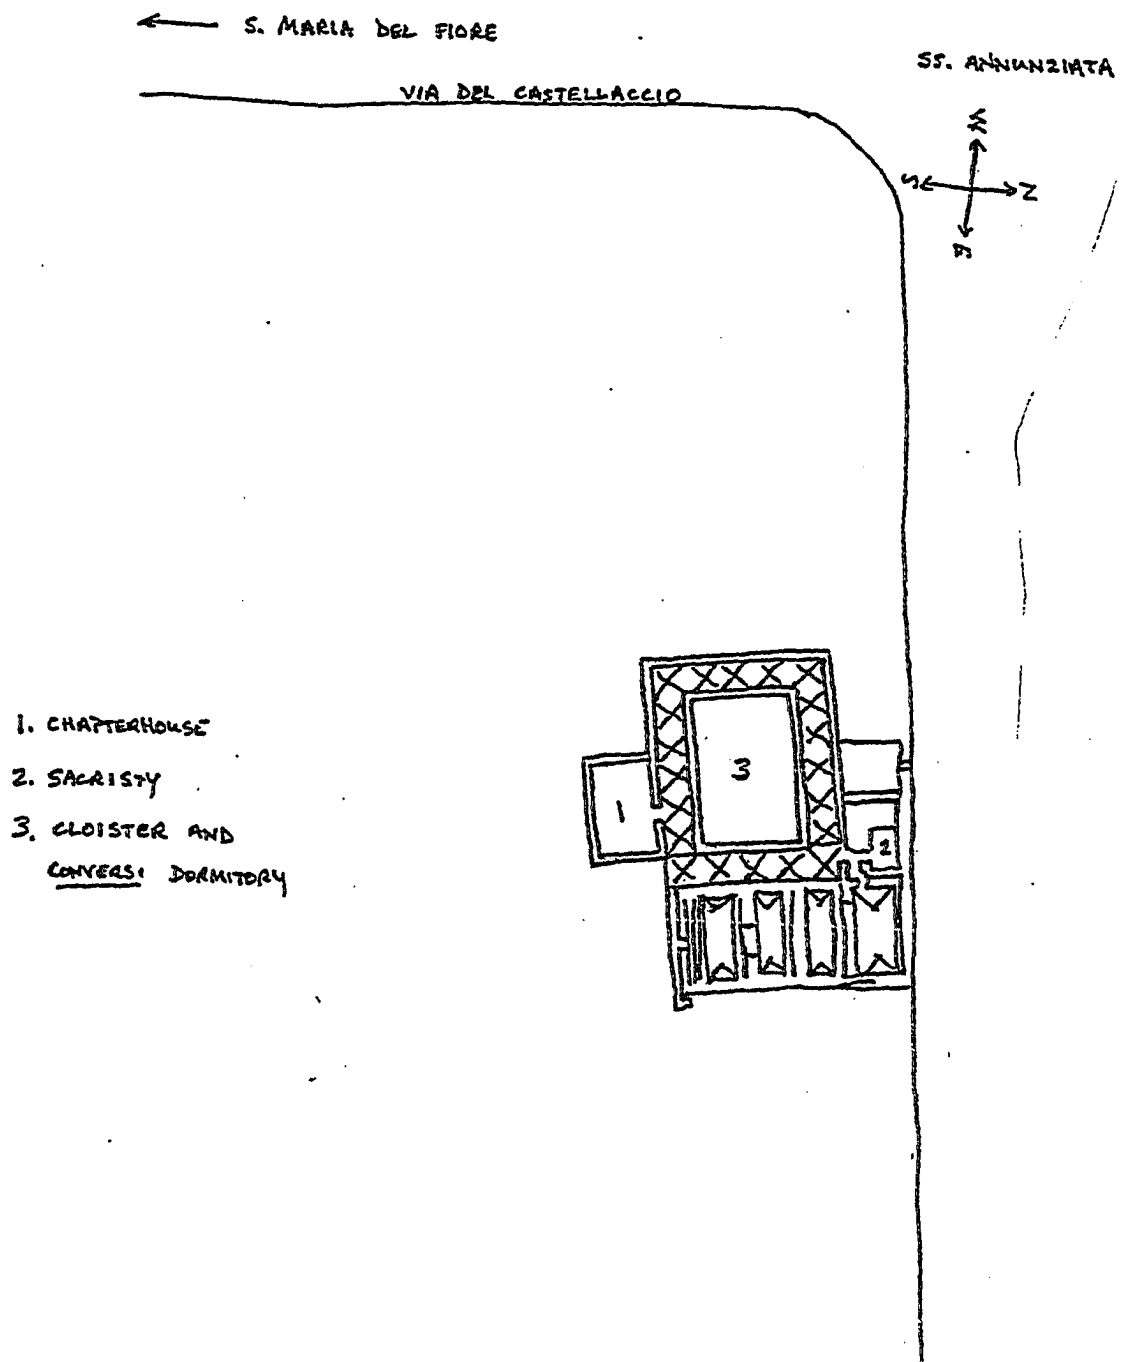 S. MARIA DEL FIORE
SS. ANNUNZIATA
VIA DEL CASTELLACCIO
W
S N
E
1. CHAPTERHOUSE
2. SACRISTY
3. CLOISTER AND
CONVERSI DORMITORY
3
1
2